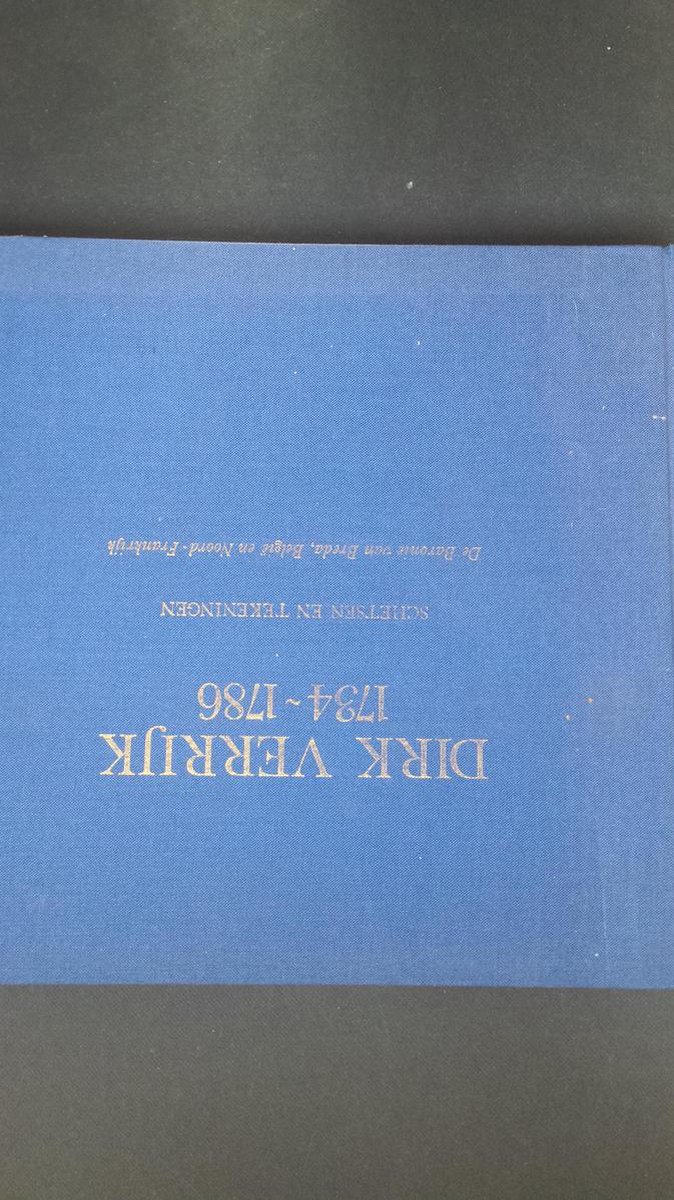 DIRK VERRIJK
1734~1786
SCHETSEN EN TEKENINGEN
De Baronie van Breda, België en Noord-Frankrijk